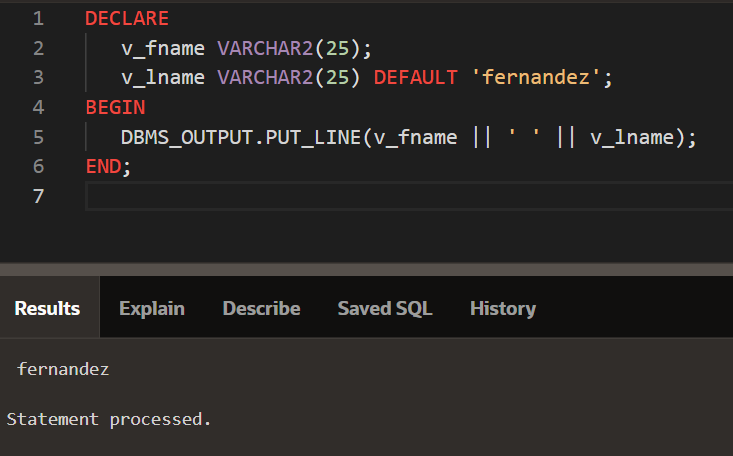 1 DECLARE
2 v_fname VARCHAR2(25);
3 v_lname VARCHAR2(25) DEFAULT 'fernandez';
4 BEGIN
5 DBMS_OUTPUT.PUT_LINE(v_fname || ' ' || v_lname);
6 END;
7
Results Explain Describe Saved SQL History
fernandez
Statement processed.